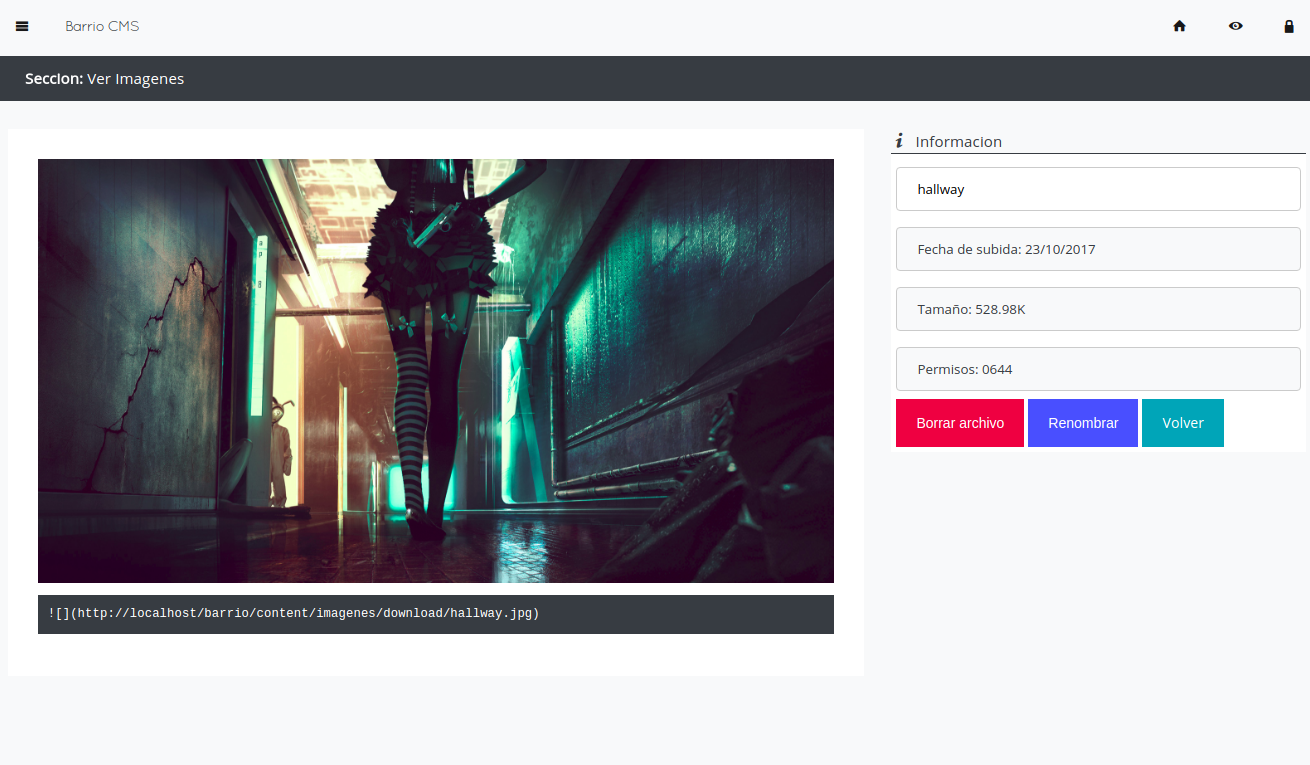 Barrio CMS
Seccion: Ver Imagenes
![](http://localhost/barrio/content/imagenes/download/hallway.jpg)
Informacion
hallway
Fecha de subida: 23/10/2017
Tamaño: 528.98K
Permisos: 0644
Borrar archivo
Renombrar
Volver